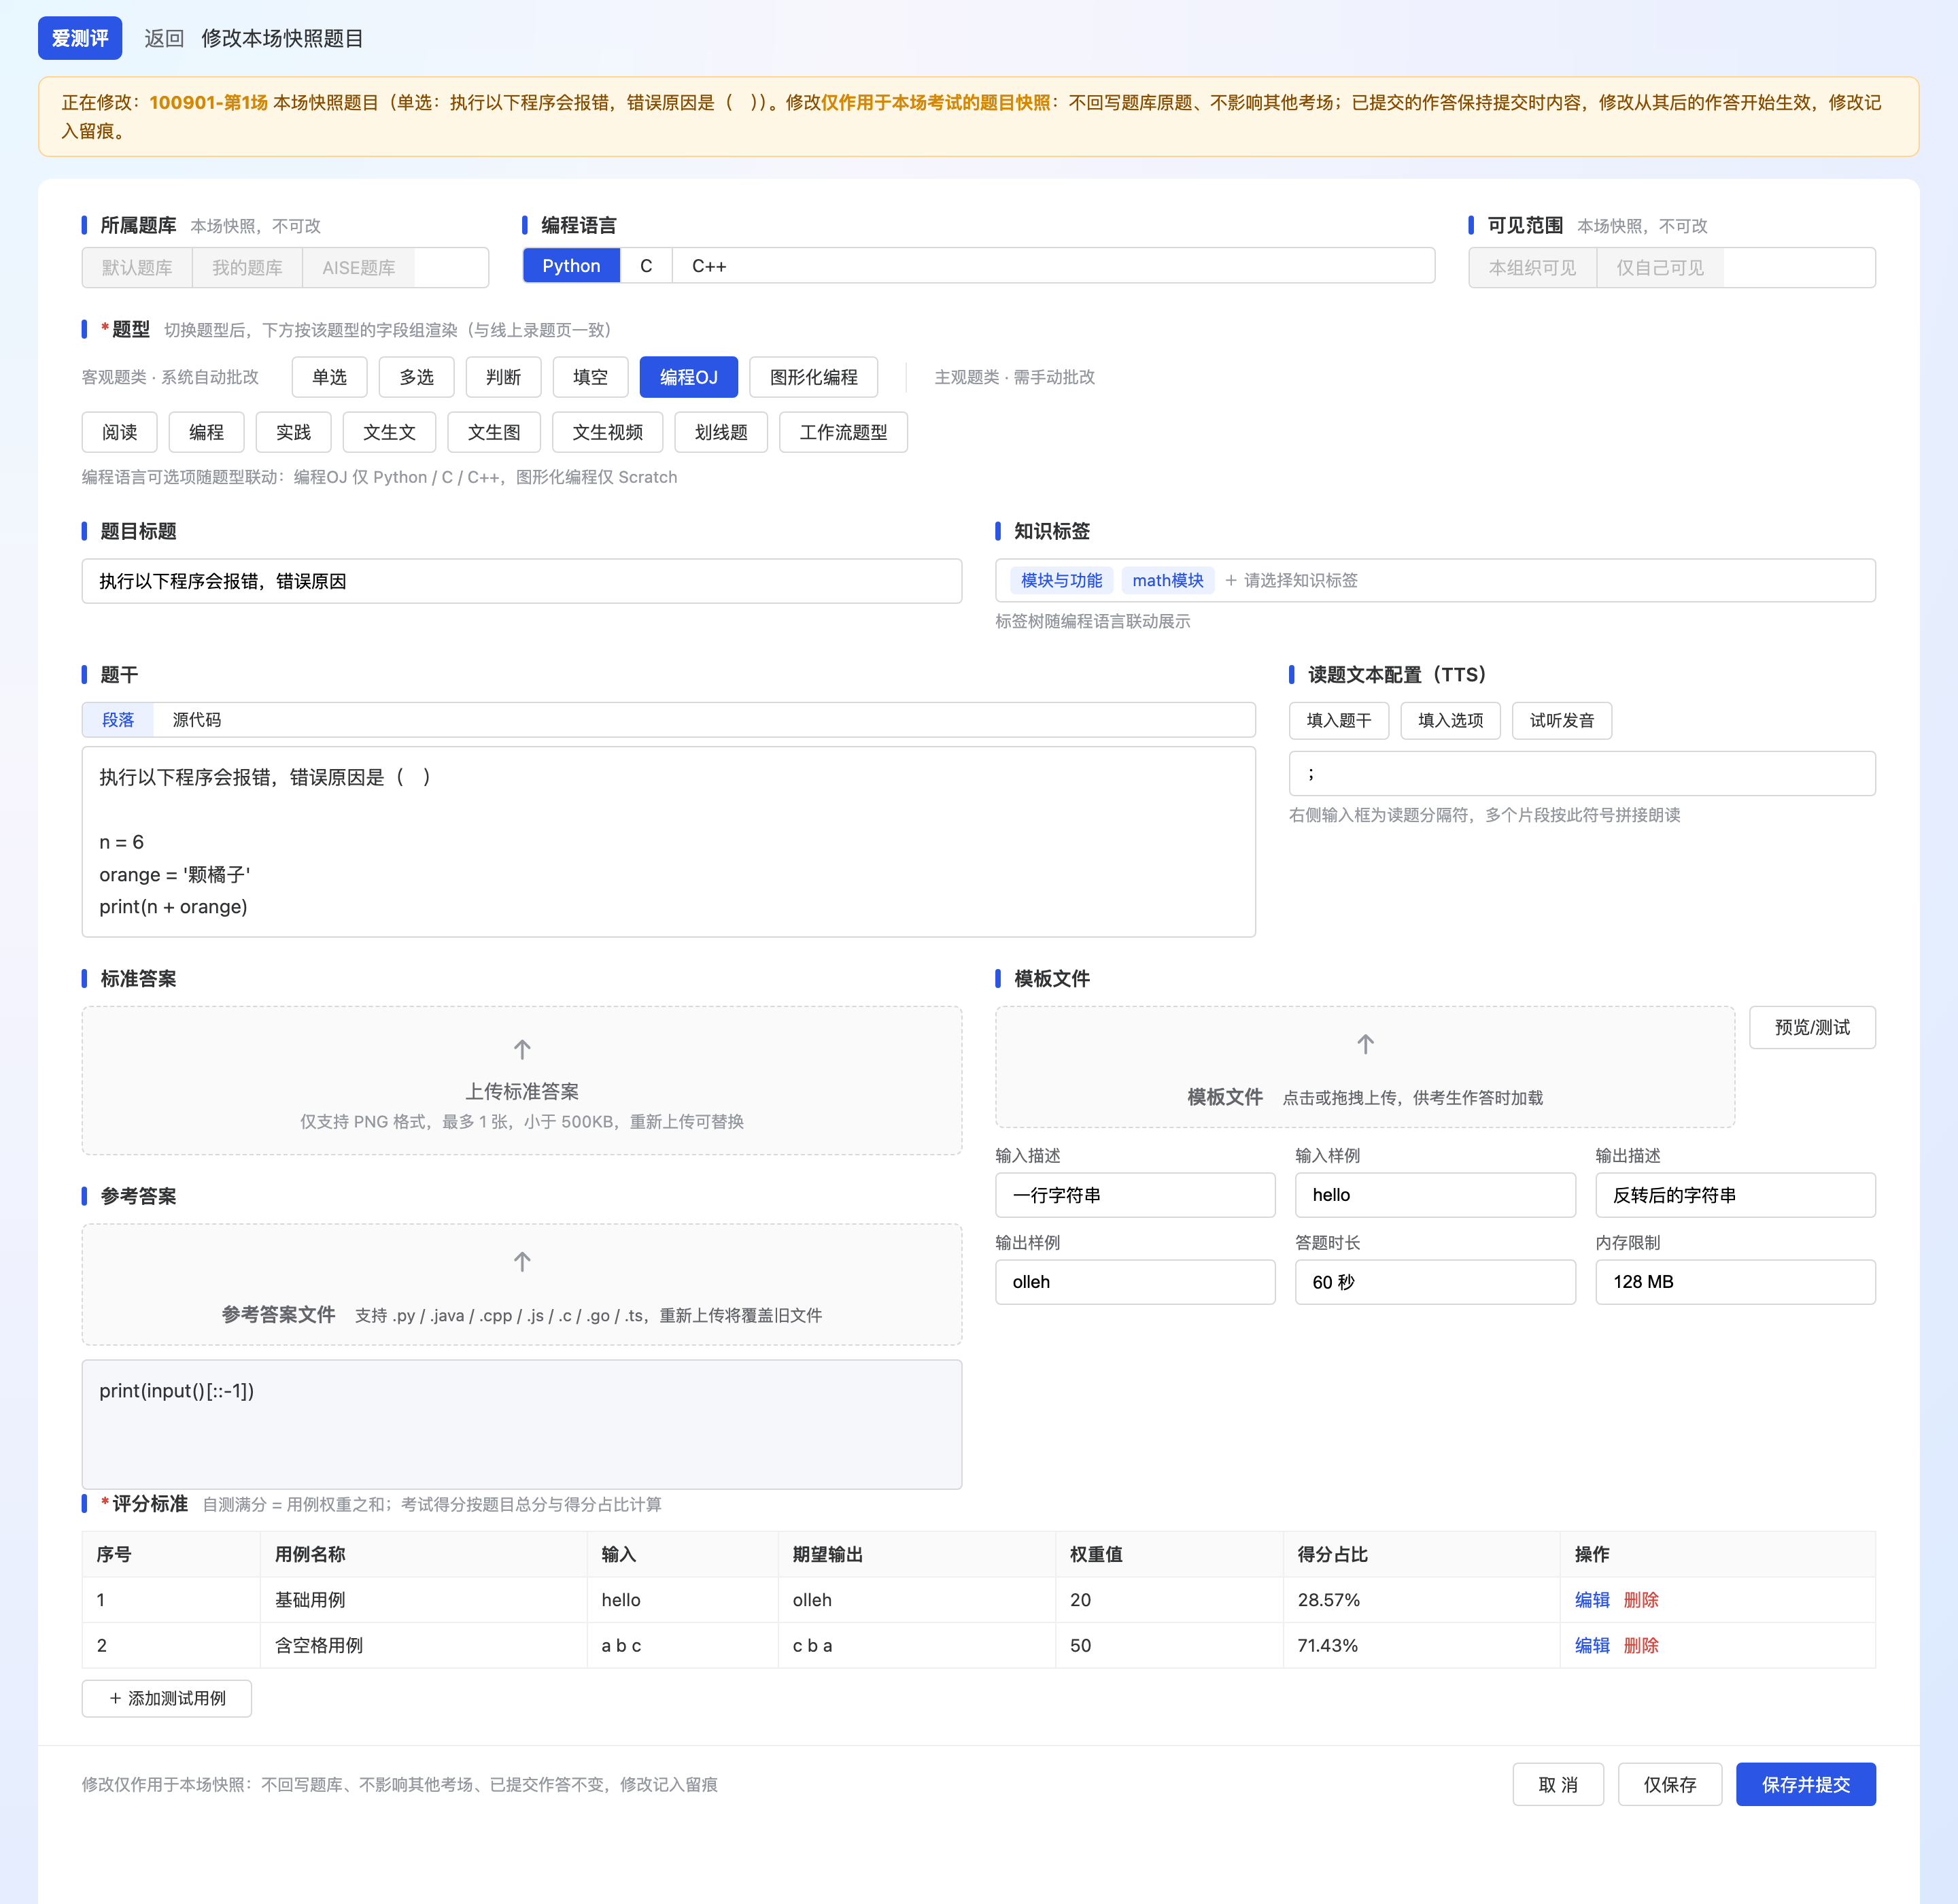 爱测评 返回 修改本场快照题目
正在修改：100901-第1场 本场快照题目（单选：执行以下程序会报错，错误原因是（　））。修改仅作用于本场考试的题目快照：不回写题库原题、不影响其他考场；已提交的作答保持提交时内容，修改从其后的作答开始生效，修改记
入留痕。
所属题库 本场快照，不可改
默认题库 我的题库 AISE题库
编程语言
Python C C++
可见范围 本场快照，不可改
本组织可见 仅自己可见
*题型 切换题型后，下方按该题型的字段组渲染（与线上录题页一致）
客观题类 · 系统自动批改 单选 多选 判断 填空 编程OJ 图形化编程 主观题类 · 需手动批改
阅读 编程 实践 文生文 文生图 文生视频 划线题 工作流题型
编程语言可选项随题型联动：编程OJ 仅 Python / C / C++，图形化编程仅 Scratch
题目标题
执行以下程序会报错，错误原因
知识标签
模块与功能 math模块 + 请选择知识标签
标签树随编程语言联动展示
题干
段落 源代码
执行以下程序会报错，错误原因是（　）
n = 6
orange = '颗橘子'
print(n + orange)
读题文本配置（TTS）
填入题干 填入选项 试听发音
；
右侧输入框为读题分隔符，多个片段按此符号拼接朗读
标准答案
↑
上传标准答案
仅支持 PNG 格式，最多 1 张，小于 500KB，重新上传可替换
参考答案
↑
参考答案文件 支持 .py / .java / .cpp / .js / .c / .go / .ts，重新上传将覆盖旧文件
print(input()[::-1])
模板文件
↑
模板文件 点击或拖拽上传，供考生作答时加载
预览/测试
输入描述 输入样例 输出描述
一行字符串 hello 反转后的字符串
输出样例 答题时长 内存限制
olleh 60 秒 128 MB
*评分标准 自测满分 = 用例权重之和；考试得分按题目总分与得分占比计算
序号 用例名称 输入 期望输出 权重值 得分占比 操作
1 基础用例 hello olleh 20 28.57% 编辑 删除
2 含空格用例 a b c c b a 50 71.43% 编辑 删除
+ 添加测试用例
修改仅作用于本场快照：不回写题库、不影响其他考场、已提交作答不变，修改记入留痕
取 消 仅保存 保存并提交